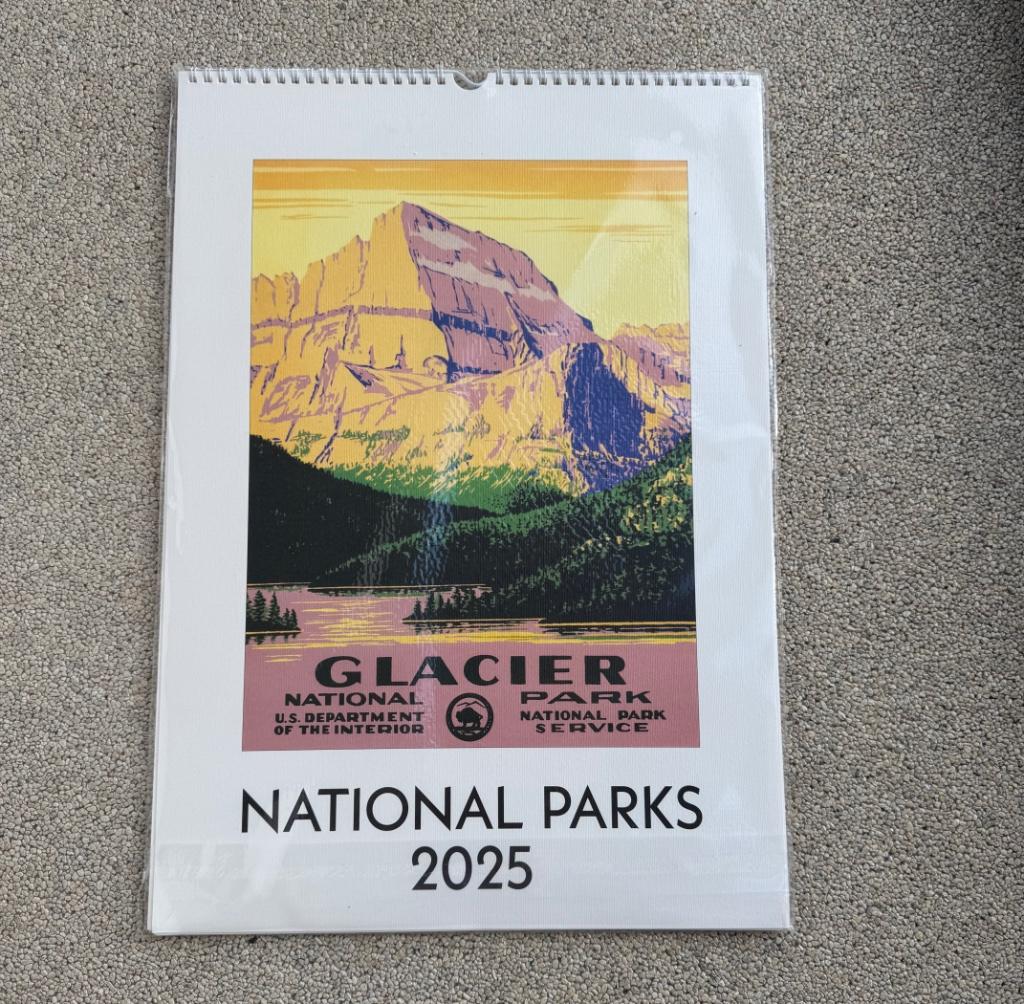 GLACIER
NATIONAL PARK
U.S. DEPARTMENT NATIONAL PARK
OF THE INTERIOR SERVICE
NATIONAL PARKS
2025